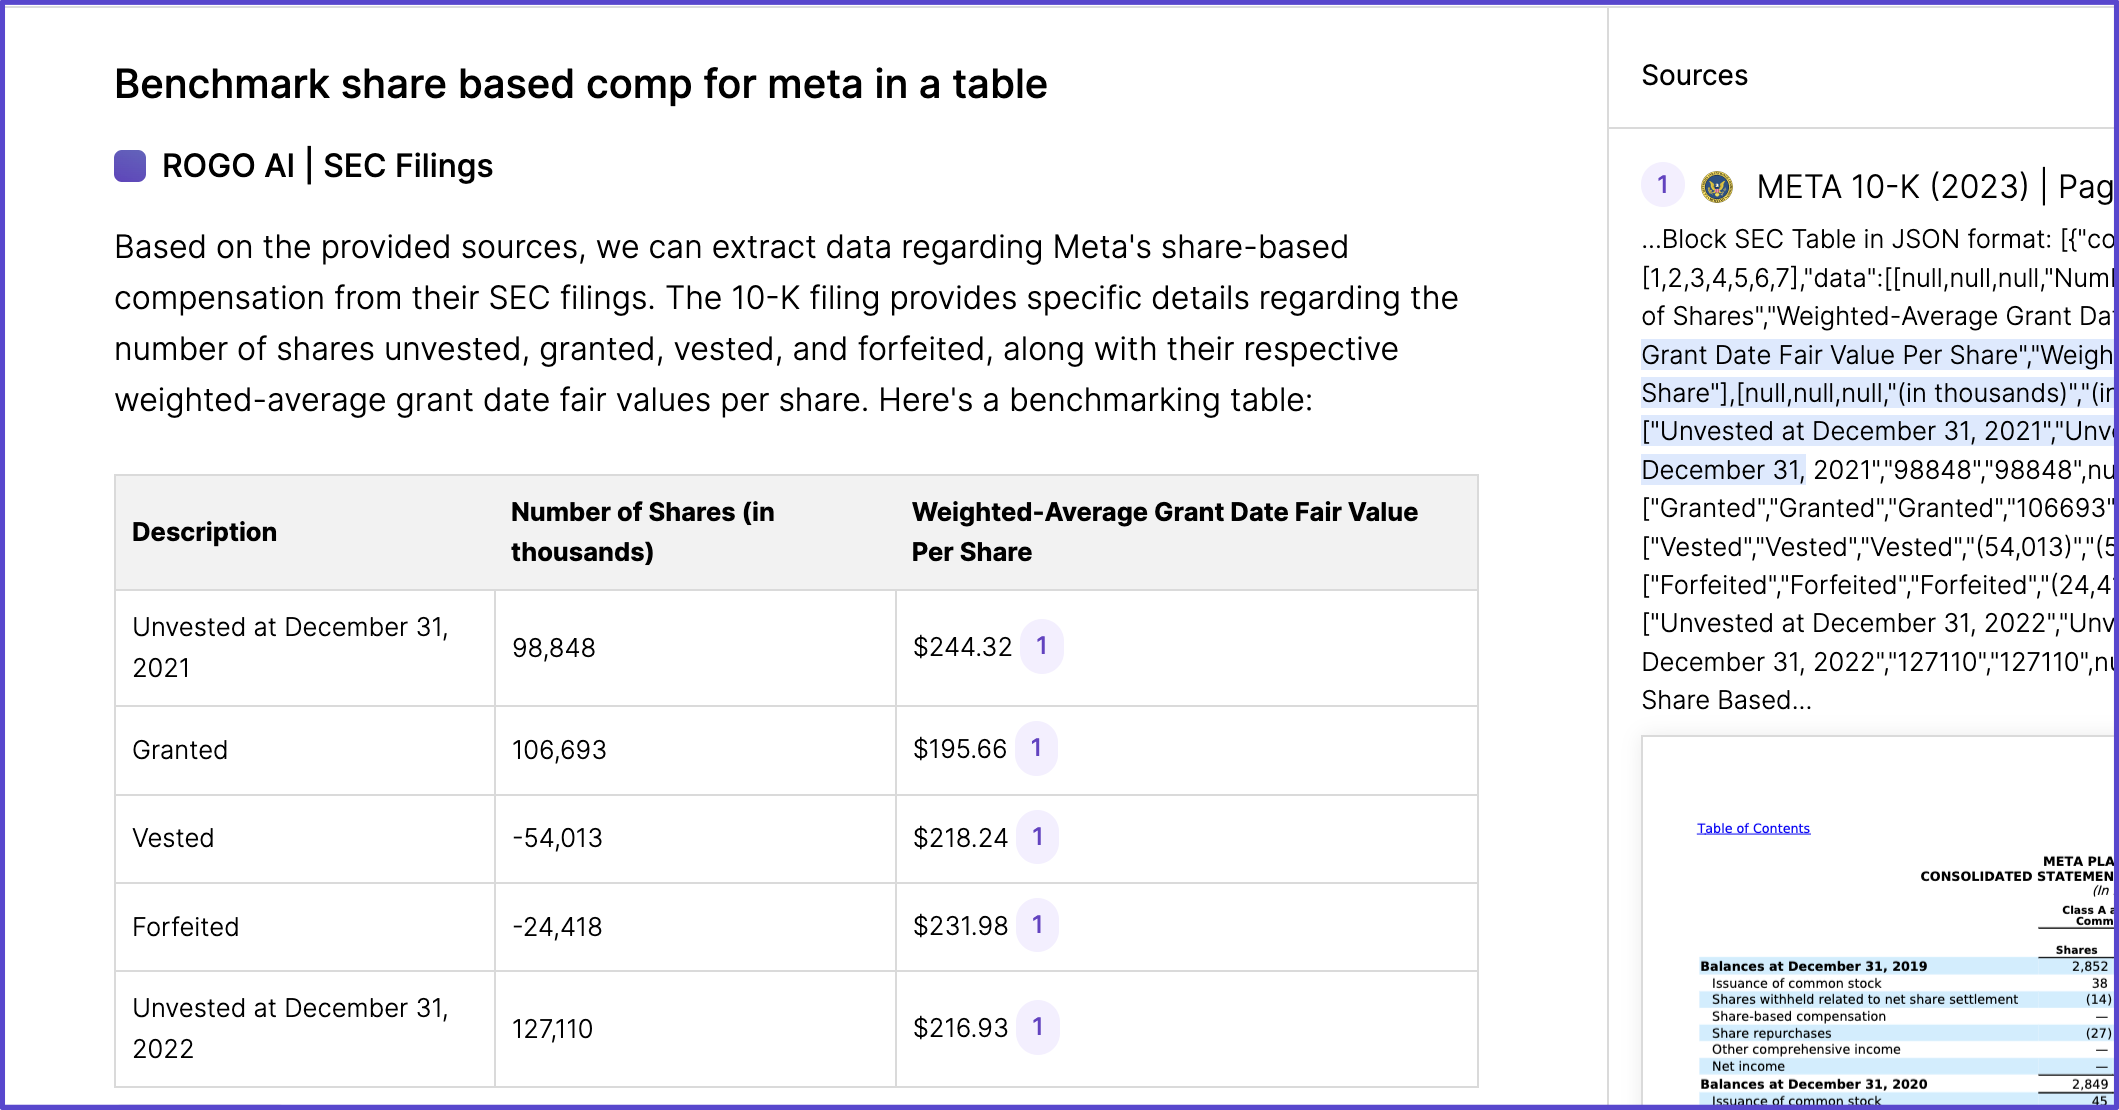 Benchmark share based comp for meta in a table
ROGO AI | SEC Filings
Based on the provided sources, we can extract data regarding Meta's share-based
compensation from their SEC filings. The 10-K filing provides specific details regarding the
number of shares unvested, granted, vested, and forfeited, along with their respective
weighted-average grant date fair values per share. Here's a benchmarking table:
Description
Number of Shares (in
thousands)
Weighted-Average Grant Date Fair Value
Per Share
Unvested at December 31,
2021
98,848
$244.32 1
Granted
106,693
$195.66 1
Vested
-54,013
$218.24 1
Forfeited
-24,418
$231.98 1
Unvested at December 31,
2022
127,110
$216.93 1
Sources
1 META 10-K (2023) | Pag
...Block SEC Table in JSON format: [{"co
[1,2,3,4,5,6,7],"data":[[null,null,null,"Num
of Shares","Weighted-Average Grant Da
Grant Date Fair Value Per Share","Weigh
Share"],[null,null,null,"(in thousands)","(in
["Unvested at December 31, 2021","Unv
December 31, 2021","98848","98848",nu
["Granted","Granted","Granted","106693"
["Vested","Vested","Vested","(54,013)","(5
["Forfeited","Forfeited","Forfeited","(24,4
["Unvested at December 31, 2022","Unv
December 31, 2022","127110","127110",nu
Share Based...
Table of Contents
META PLA
CONSOLIDATED STATEMEN
(In
Class A a
Comm
Shares
Balances at December 31, 2019 2,852
Issuance of common stock 38
Shares withheld related to net share settlement (14)
Share-based compensation —
Share repurchases (27)
Other comprehensive income —
Net income —
Balances at December 31, 2020 2,849
Issuance of common stock 45